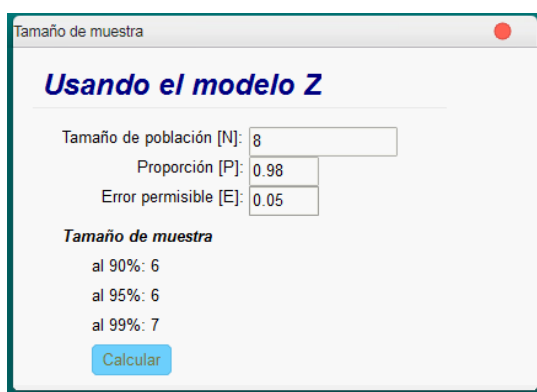 Tamaño de muestra
Usando el modelo Z
Tamaño de población [N]: 8
Proporción [P]: 0.98
Error permisible [E]: 0.05
Tamaño de muestra
al 90%: 6
al 95%: 6
al 99%: 7
Calcular